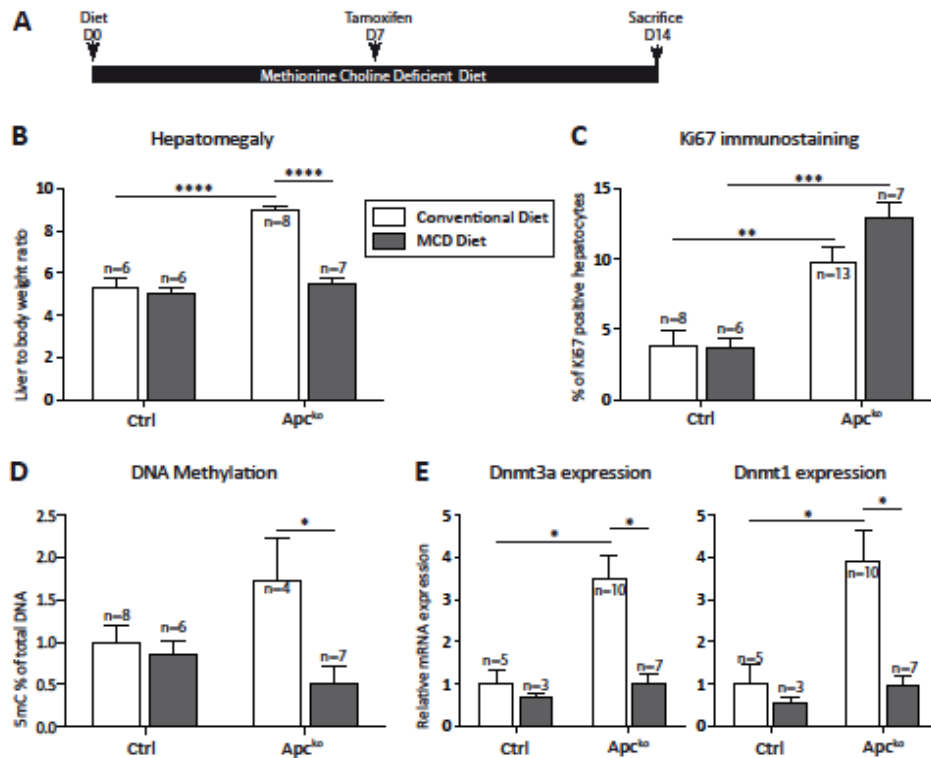 A
Diet
D0
Tamoxifen
D7
Sacrifice
D14
Methionine Choline Deficient Diet
B
Hepatomegaly
Liver to body weight ratio
10
8
6
4
2
0
n=6
n=6
n=8
n=7
****
****
Ctrl
Apcko
Conventional Diet
MCD Diet
C
Ki67 immunostaining
% of Ki67 positive hepatocytes
15
10
5
0
n=8
n=6
n=13
n=7
**
***
Ctrl
Apcko
D
DNA Methylation
5mC % of total DNA
2.5
2.0
1.5
1.0
0.5
0.0
n=8
n=6
n=4
n=7
*
Ctrl
Apcko
E
Dnmt3a expression
Relative mRNA expression
5
4
3
2
1
0
n=5
n=3
n=10
n=7
*
*
Ctrl
Apcko
Dnmt1 expression
5
4
3
2
1
0
n=5
n=3
n=10
n=7
*
*
Ctrl
Apcko